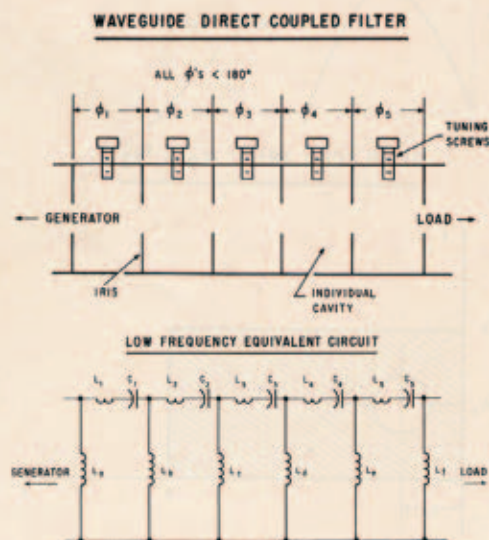 WAVEGUIDE DIRECT COUPLED FILTER
ALL ϕ'S < 180°
ϕ₁ ϕ₂ ϕ₃ ϕ₄ ϕ₅
TUNING
SCREWS
← GENERATOR
LOAD →
IRIS
INDIVIDUAL
CAVITY
LOW FREQUENCY EQUIVALENT CIRCUIT
L₁ C₁ L₂ C₂ L₃ C₃ L₄ C₄ L₅ C₅
GENERATOR
LOAD